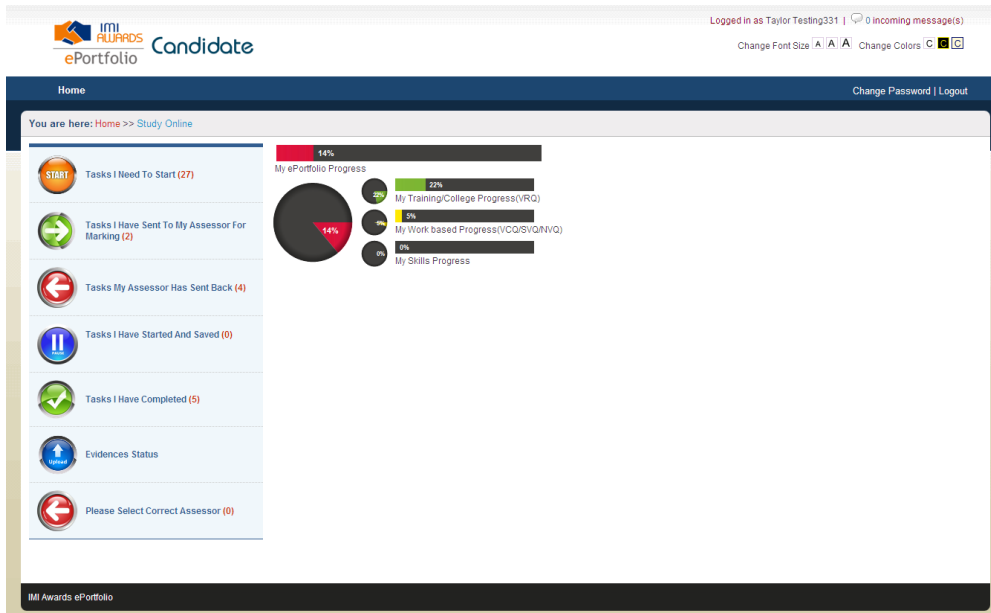 Logged in as Taylor Testing331 | 0 incoming message(s)
IMI
AWARDS
ePortfolio
Candidate
Change Font Size A A A Change Colors C C C
Home
Change Password | Logout
You are here: Home >> Study Online
START
Tasks I Need To Start (27)
Tasks I Have Sent To My Assessor For
Marking (2)
Tasks My Assessor Has Sent Back (4)
Tasks I Have Started And Saved (0)
Tasks I Have Completed (5)
Upload
Evidences Status
Please Select Correct Assessor (0)
14%
My ePortfolio Progress
14%
22%
22%
My Training/College Progress(VRQ)
5%
5%
My Work based Progress(VCQ/SVQ/NVQ)
0%
0%
My Skills Progress
IMI Awards ePortfolio